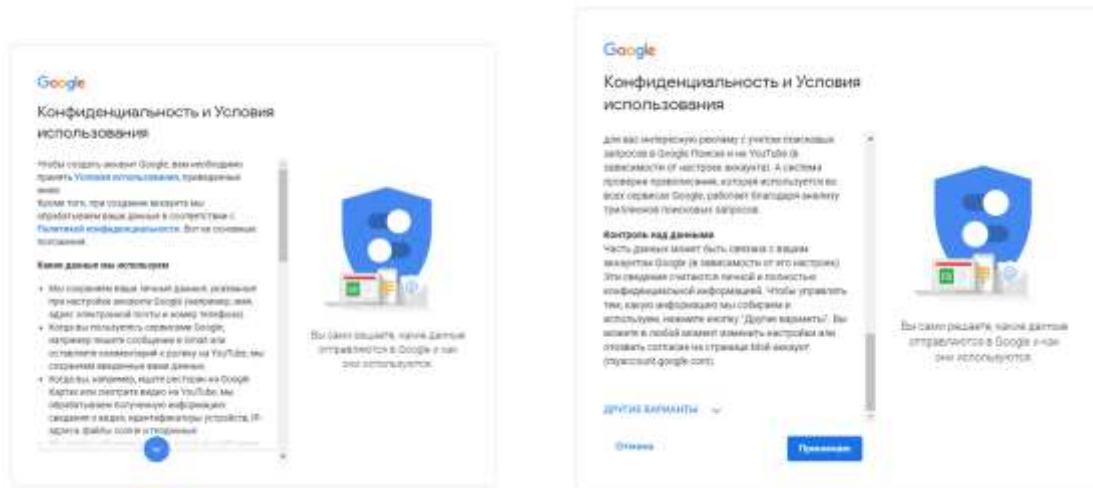 Google
Конфиденциальность и Условия
использования
Чтобы создать аккаунт Google, вам необходимо
принять Условия использования, приведенные
ниже.
Кроме того, при создании аккаунта мы
обрабатываем ваши данные в соответствии с
Политикой конфиденциальности. Вот ее основные
положения.
Какие данные мы используем
• Мы сохраняем ваши личные данные, указанные
при настройке аккаунта Google (например, имя,
адрес электронной почты и номер телефона).
• Когда вы пользуетесь сервисами Google,
например пишете сообщение в Gmail или
оставляете комментарий к ролику на YouTube, мы
сохраняем введенные вами данные.
• Когда вы, например, ищете ресторан на Google
Картах или смотрите видео на YouTube, мы
обрабатываем полученную информацию:
сведения о видео, идентификаторы устройств, IP-
адреса, файлы cookie и геоданные.
Вы сами решаете, какие данные
отправляются в Google и как
они используются.
Google
Конфиденциальность и Условия
использования
для вас интересную рекламу с учетом поисковых
запросов в Google Поиске и на YouTube (в
зависимости от настроек аккаунта). А система
проверки правописания, которая используется во
всех сервисах Google, работает благодаря анализу
триллионов поисковых запросов.
Контроль над данными
Часть данных может быть связана с вашим
аккаунтом Google (в зависимости от его настроек).
Эти сведения считаются личной и полностью
конфиденциальной информацией. Чтобы управлять
тем, какую информацию мы собираем и
используем, нажмите кнопку "Другие варианты". Вы
можете в любой момент изменить настройки или
отозвать согласие на странице Мой аккаунт
(myaccount.google.com).
ДРУГИЕ ВАРИАНТЫ
Отмена
Принимаю
Вы сами решаете, какие данные
отправляются в Google и как
они используются.